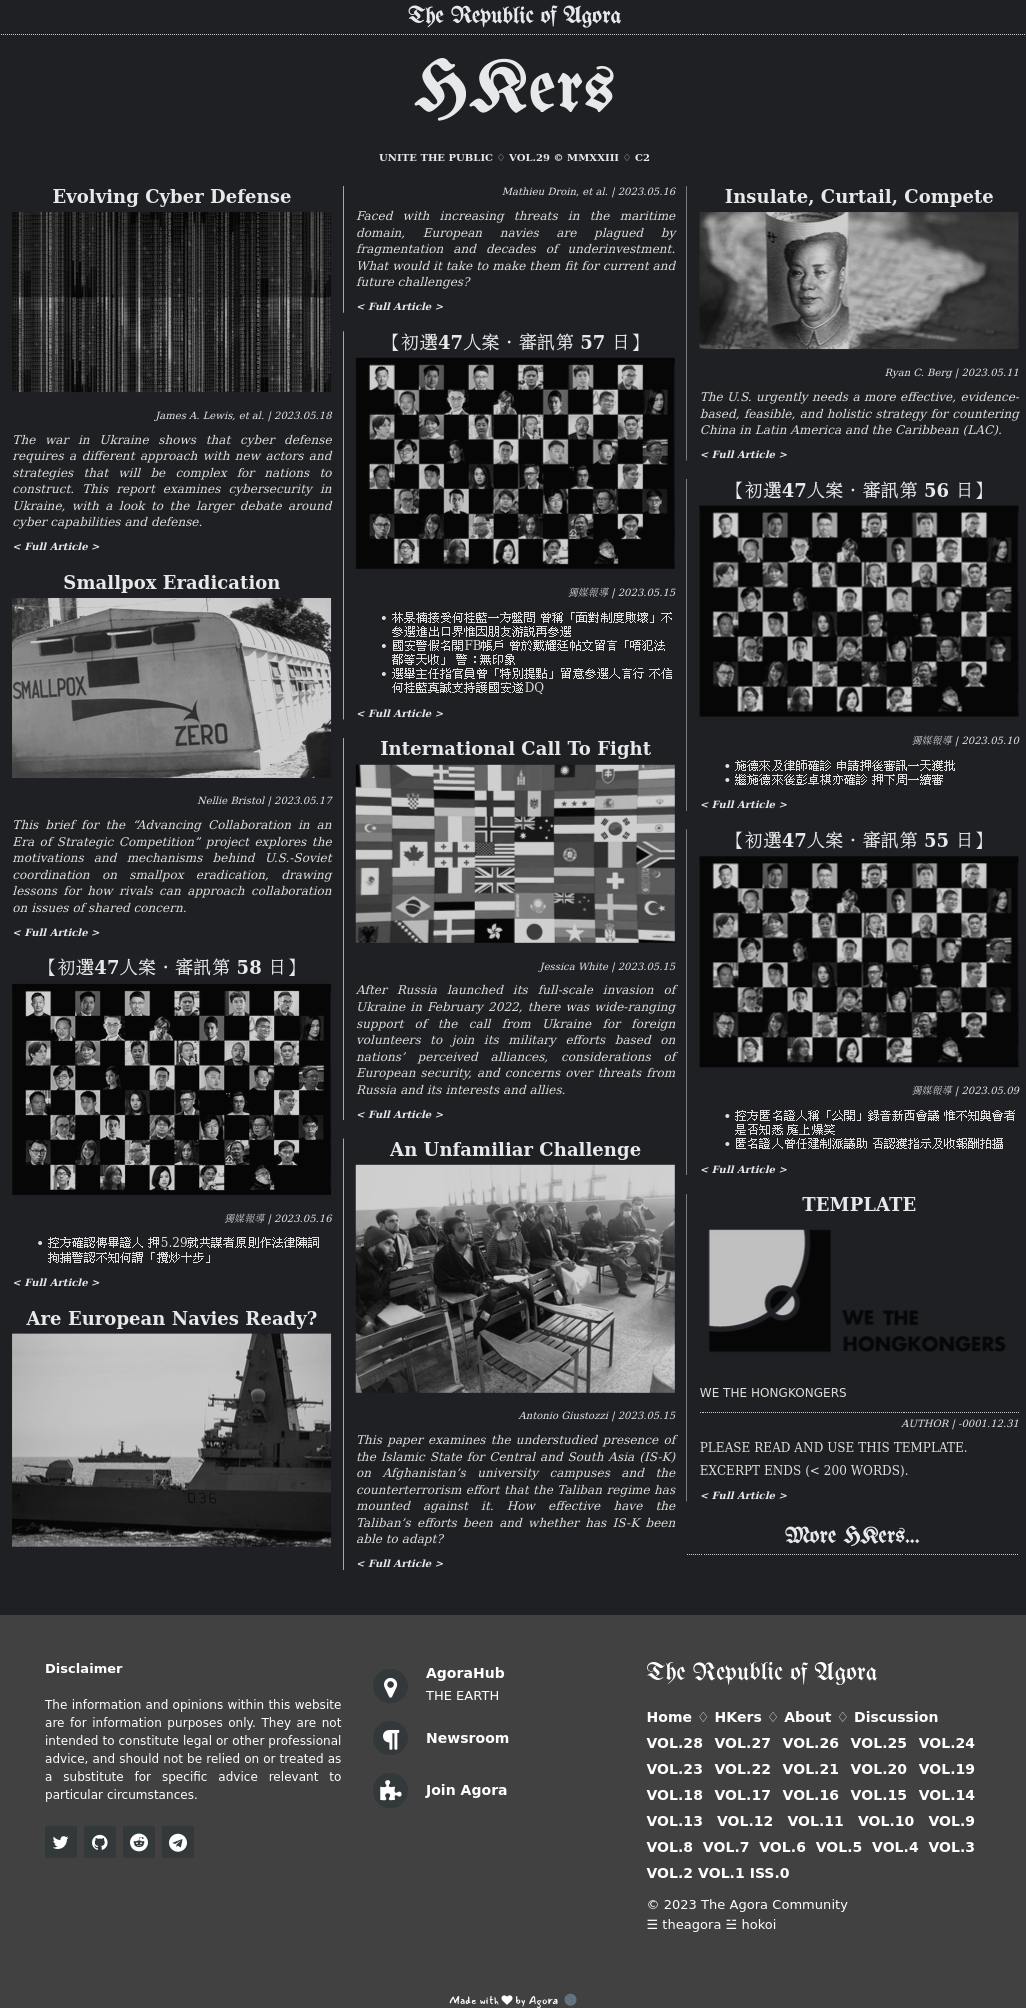 The Republic of Agora
HKers
UNITE THE PUBLIC ♢ VOL.29 © MMXXIII ♢ C2
Evolving Cyber Defense
James A. Lewis, et al. | 2023.05.18
The war in Ukraine shows that cyber defense
requires a different approach with new actors and
strategies that will be complex for nations to
construct. This report examines cybersecurity in
Ukraine, with a look to the larger debate around
cyber capabilities and defense.
< Full Article >
Smallpox Eradication
SMALLPOX
ZERO
Nellie Bristol | 2023.05.17
This brief for the “Advancing Collaboration in an
Era of Strategic Competition” project explores the
motivations and mechanisms behind U.S.-Soviet
coordination on smallpox eradication, drawing
lessons for how rivals can approach collaboration
on issues of shared concern.
< Full Article >
【初選47人案・審訊第 58 日】
獨媒報導 | 2023.05.16
• 控方確認傳畢證人 押5.29就共謀者原則作法律陳詞
拘捕警認不知何謂「攬炒十步」
< Full Article >
Are European Navies Ready?
D36
Mathieu Droin, et al. | 2023.05.16
Faced with increasing threats in the maritime
domain, European navies are plagued by
fragmentation and decades of underinvestment.
What would it take to make them fit for current and
future challenges?
< Full Article >
【初選47人案・審訊第 57 日】
獨媒報導 | 2023.05.15
• 林景楠接受何桂藍一方盤問 曾稱「面對制度敗壞」不
參選進出口界惟因朋友游説再參選
• 國安警假名開FB帳戶 曾於戴耀廷帖文留言「唔犯法
都等天收」 警：無印象
• 選舉主任指官員曾「特別提點」留意參選人言行 不信
何桂藍真誠支持護國安遂DQ
< Full Article >
International Call To Fight
Jessica White | 2023.05.15
After Russia launched its full-scale invasion of
Ukraine in February 2022, there was wide-ranging
support of the call from Ukraine for foreign
volunteers to join its military efforts based on
nations’ perceived alliances, considerations of
European security, and concerns over threats from
Russia and its interests and allies.
< Full Article >
An Unfamiliar Challenge
Antonio Giustozzi | 2023.05.15
This paper examines the understudied presence of
the Islamic State for Central and South Asia (IS-K)
on Afghanistan’s university campuses and the
counterterrorism effort that the Taliban regime has
mounted against it. How effective have the
Taliban’s efforts been and whether has IS-K been
able to adapt?
< Full Article >
Insulate, Curtail, Compete
Ryan C. Berg | 2023.05.11
The U.S. urgently needs a more effective, evidence-
based, feasible, and holistic strategy for countering
China in Latin America and the Caribbean (LAC).
< Full Article >
【初選47人案・審訊第 56 日】
獨媒報導 | 2023.05.10
• 施德來及律師確診 申請押後審訊一天獲批
• 繼施德來後彭卓棋亦確診 押下周一續審
< Full Article >
【初選47人案・審訊第 55 日】
獨媒報導 | 2023.05.09
• 控方匿名證人稱「公開」錄音新西會議 惟不知與會者
是否知悉 庭上爆笑
• 匿名證人曾任建制派議助 否認獲指示及收報酬拍攝
< Full Article >
TEMPLATE
WE THE
HONGKONGERS
WE THE HONGKONGERS
AUTHOR | -0001.12.31
PLEASE READ AND USE THIS TEMPLATE.
EXCERPT ENDS (< 200 WORDS).
< Full Article >
More HKers...
Disclaimer
The information and opinions within this website
are for information purposes only. They are not
intended to constitute legal or other professional
advice, and should not be relied on or treated as
a substitute for specific advice relevant to
particular circumstances.
AgoraHub
THE EARTH
Newsroom
Join Agora
The Republic of Agora
Home ♢ HKers ♢ About ♢ Discussion
VOL.28 VOL.27 VOL.26 VOL.25 VOL.24
VOL.23 VOL.22 VOL.21 VOL.20 VOL.19
VOL.18 VOL.17 VOL.16 VOL.15 VOL.14
VOL.13 VOL.12 VOL.11 VOL.10 VOL.9
VOL.8 VOL.7 VOL.6 VOL.5 VOL.4 VOL.3
VOL.2 VOL.1 ISS.0
© 2023 The Agora Community
☰ theagora ☱ hokoi
Made with ♥ by Agora